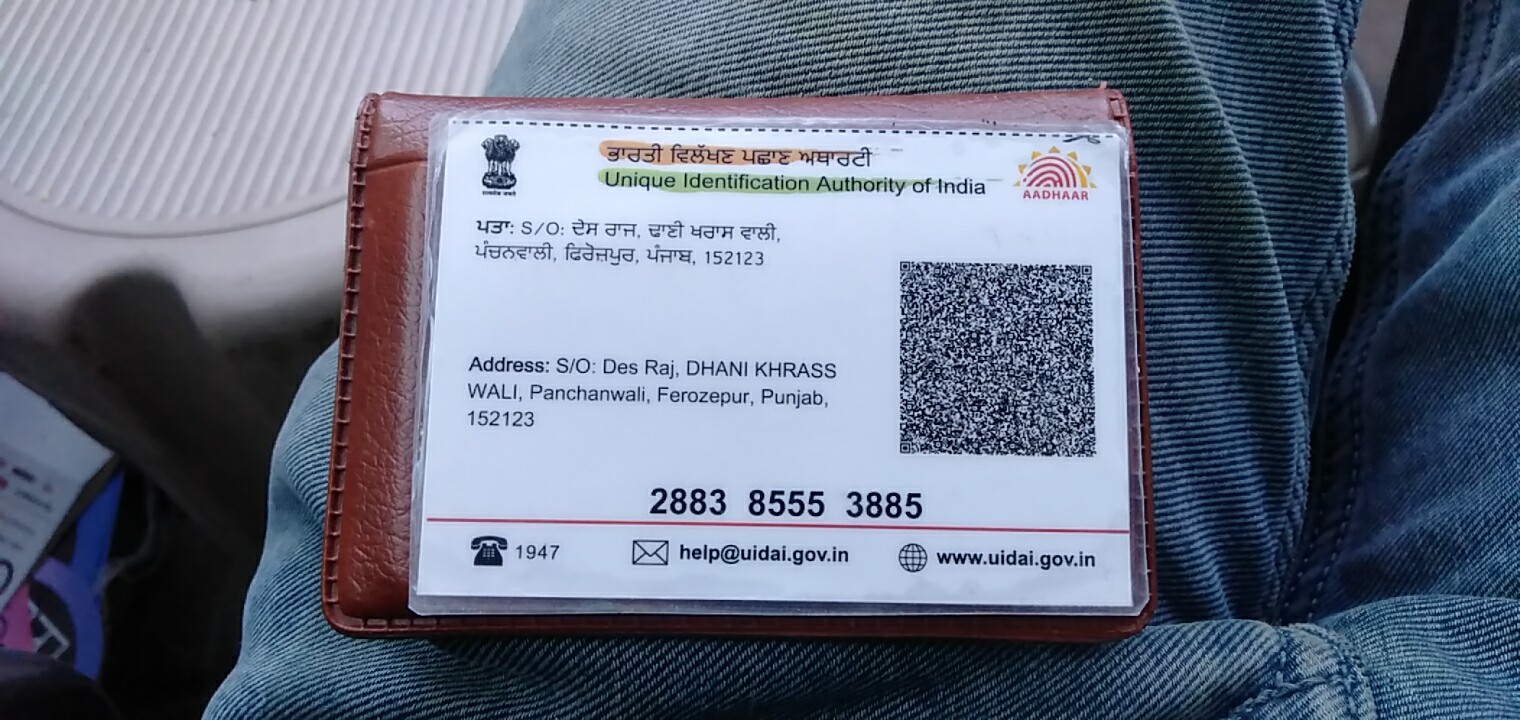 ਭਾਰਤੀ ਵਿਲੱਖਣ ਪਛਾਣ ਅਥਾਰਟੀ
Unique Identification Authority of India
AADHAAR
ਪਤਾ: S/O: ਦੇਸ ਰਾਜ, ਢਾਣੀ ਖਰਾਸ ਵਾਲੀ,
ਪੰਚਨਵਾਲੀ, ਫਿਰੋਜ਼ਪੁਰ, ਪੰਜਾਬ, 152123
Address: S/O: Des Raj, DHANI KHRASS
WALI, Panchanwali, Ferozepur, Punjab,
152123
2883 8555 3885
1947 help@uidai.gov.in www.uidai.gov.in